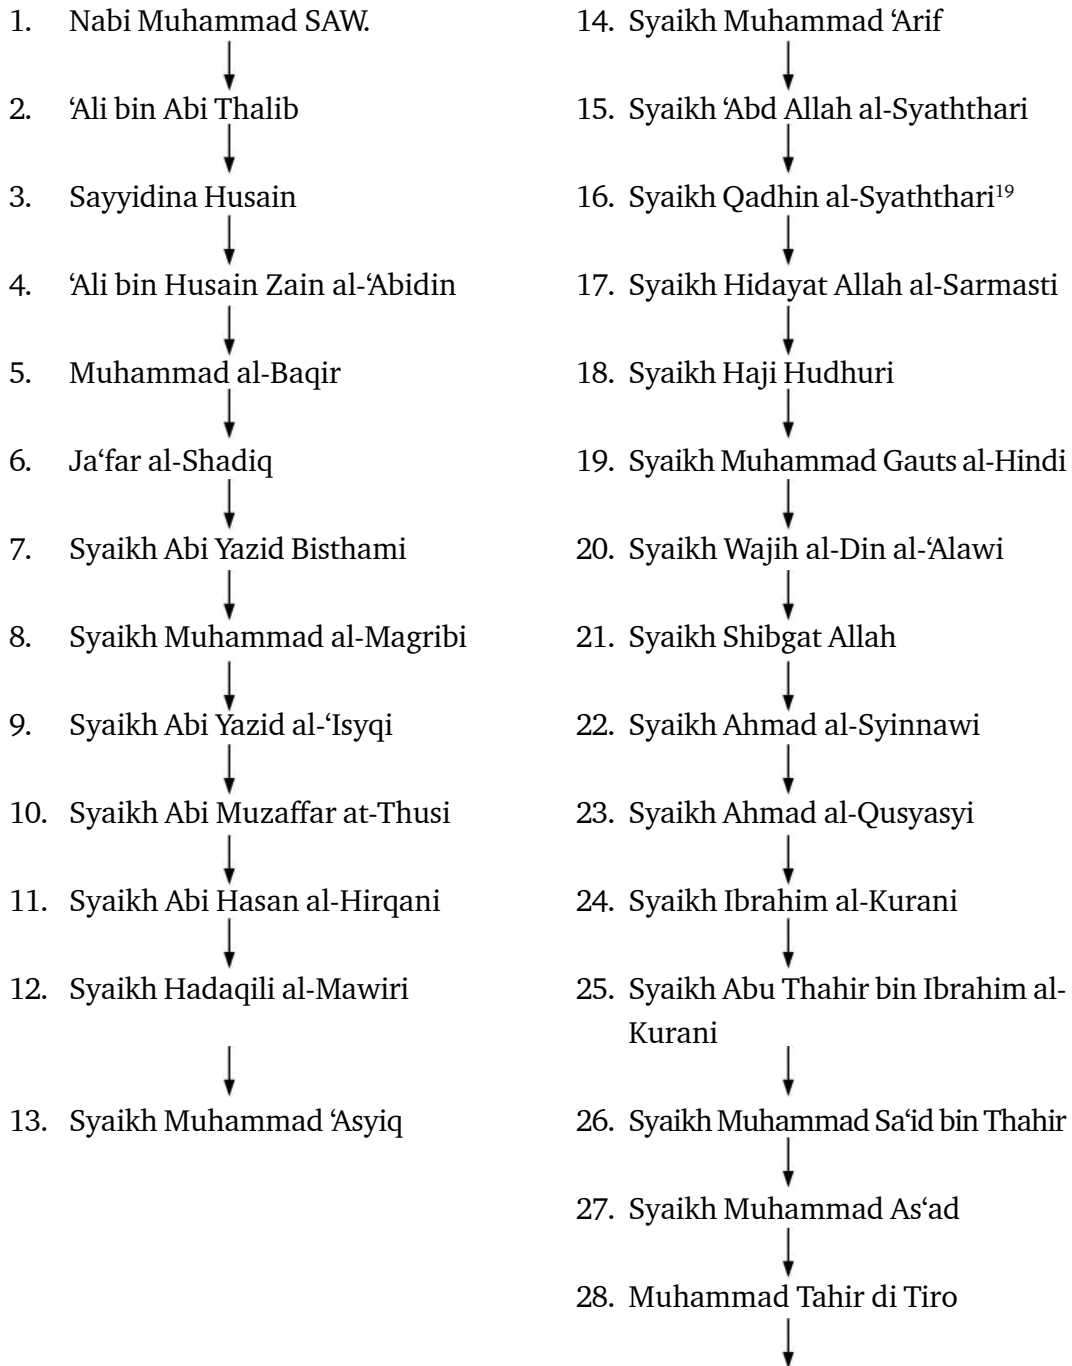 1. Nabi Muhammad SAW.
2. ‘Ali bin Abi Thalib
3. Sayyidina Husain
4. ‘Ali bin Husain Zain al-‘Abidin
5. Muhammad al-Baqir
6. Ja‘far al-Shadiq
7. Syaikh Abi Yazid Bisthami
8. Syaikh Muhammad al-Magribi
9. Syaikh Abi Yazid al-‘Isyqi
10. Syaikh Abi Muzaffar at-Thusi
11. Syaikh Abi Hasan al-Hirqani
12. Syaikh Hadaqili al-Mawiri
13. Syaikh Muhammad ‘Asyiq
14. Syaikh Muhammad ‘Arif
15. Syaikh ‘Abd Allah al-Syaththari
16. Syaikh Qadhin al-Syaththari¹⁹
17. Syaikh Hidayat Allah al-Sarmasti
18. Syaikh Haji Hudhuri
19. Syaikh Muhammad Gauts al-Hindi
20. Syaikh Wajih al-Din al-‘Alawi
21. Syaikh Shibgat Allah
22. Syaikh Ahmad al-Syinnawi
23. Syaikh Ahmad al-Qusyasyi
24. Syaikh Ibrahim al-Kurani
25. Syaikh Abu Thahir bin Ibrahim al-
Kurani
26. Syaikh Muhammad Sa‘id bin Thahir
27. Syaikh Muhammad As‘ad
28. Muhammad Tahir di Tiro